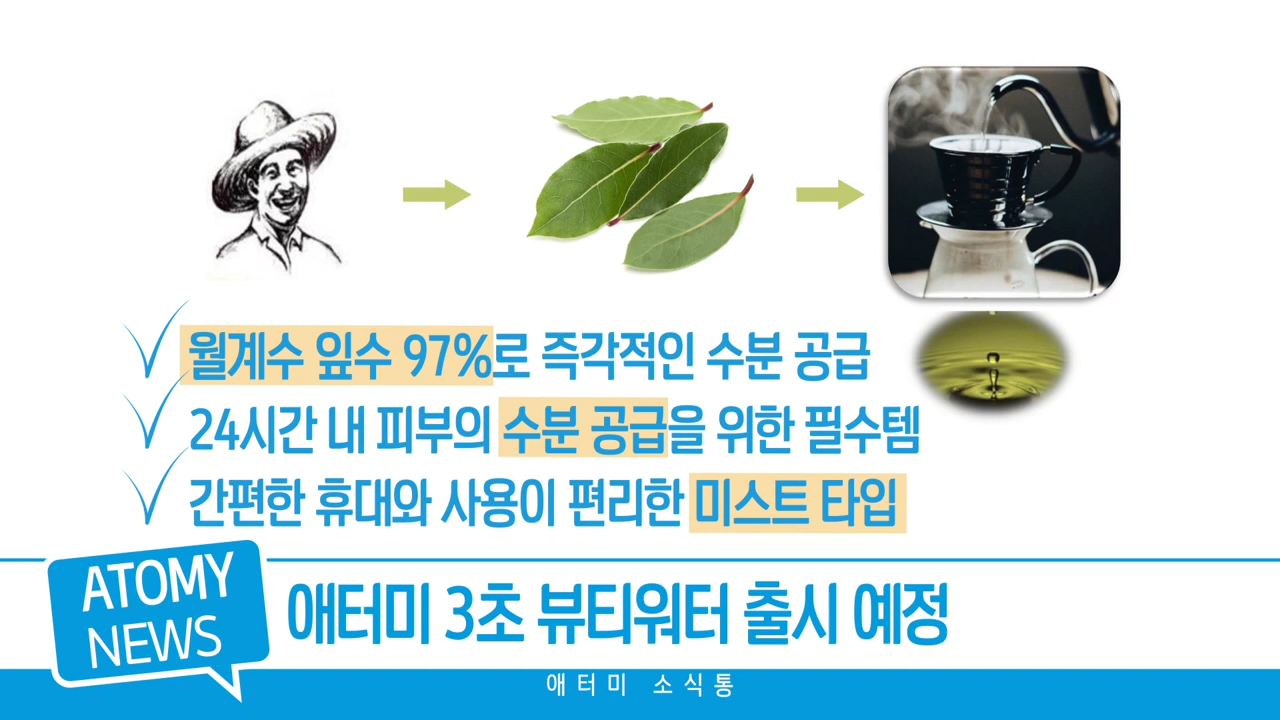 월계수 잎수 97%로 즉각적인 수분 공급
24시간 내 피부의 수분 공급을 위한 필수템
간편한 휴대와 사용이 편리한 미스트 타입
ATOMY
NEWS
애터미 3초 뷰티워터 출시 예정
애터미 소식통